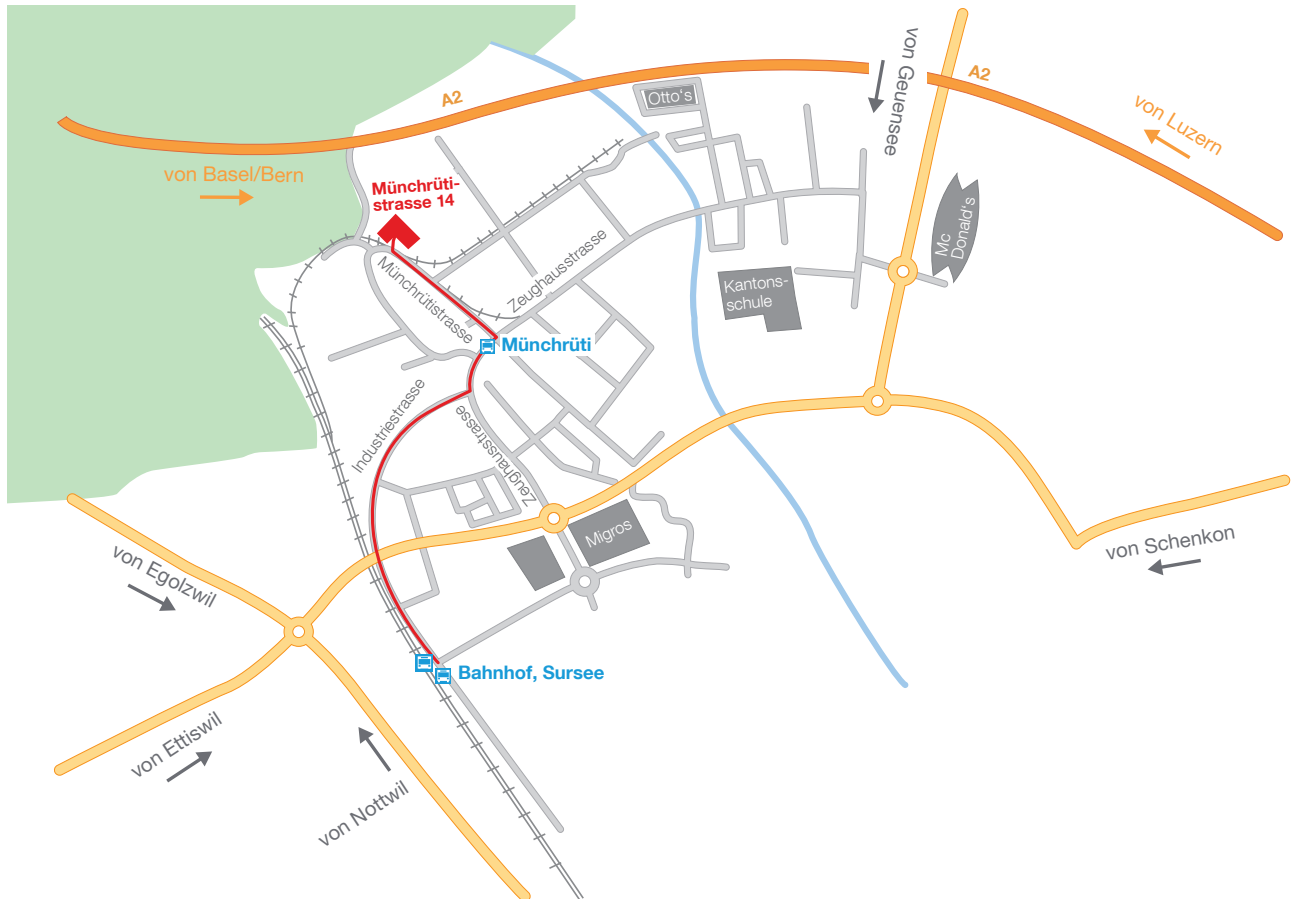 Otto's
A2
von Geuensee
A2
von Luzern
von Basel/Bern
Münchrüti-
strasse 14
Mc
Donald's
Münchrütistrasse
Zeughausstrasse
Kantons-
schule
Münchrüti
Industriestrasse
Zeughausstrasse
Migros
von Schenkon
von Egolzwil
Bahnhof, Sursee
von Ettiswil
von Nottwil